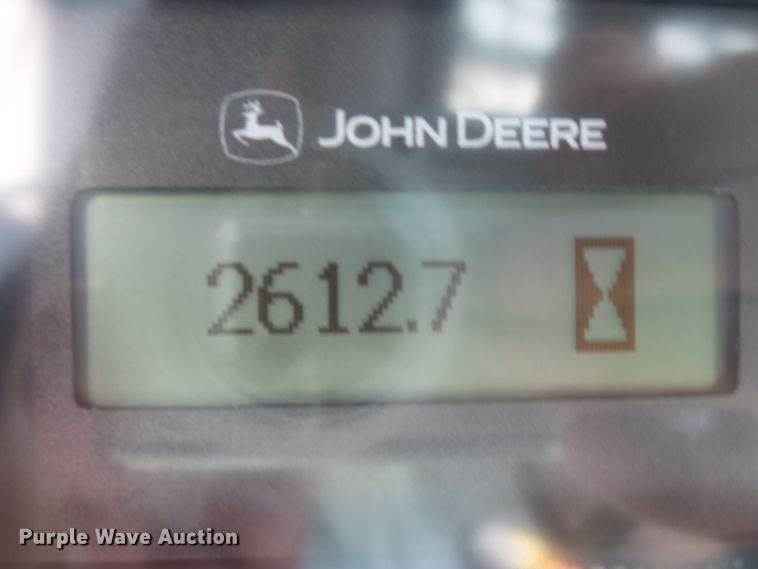 JOHN DEERE
2612.7
Purple Wave Auction